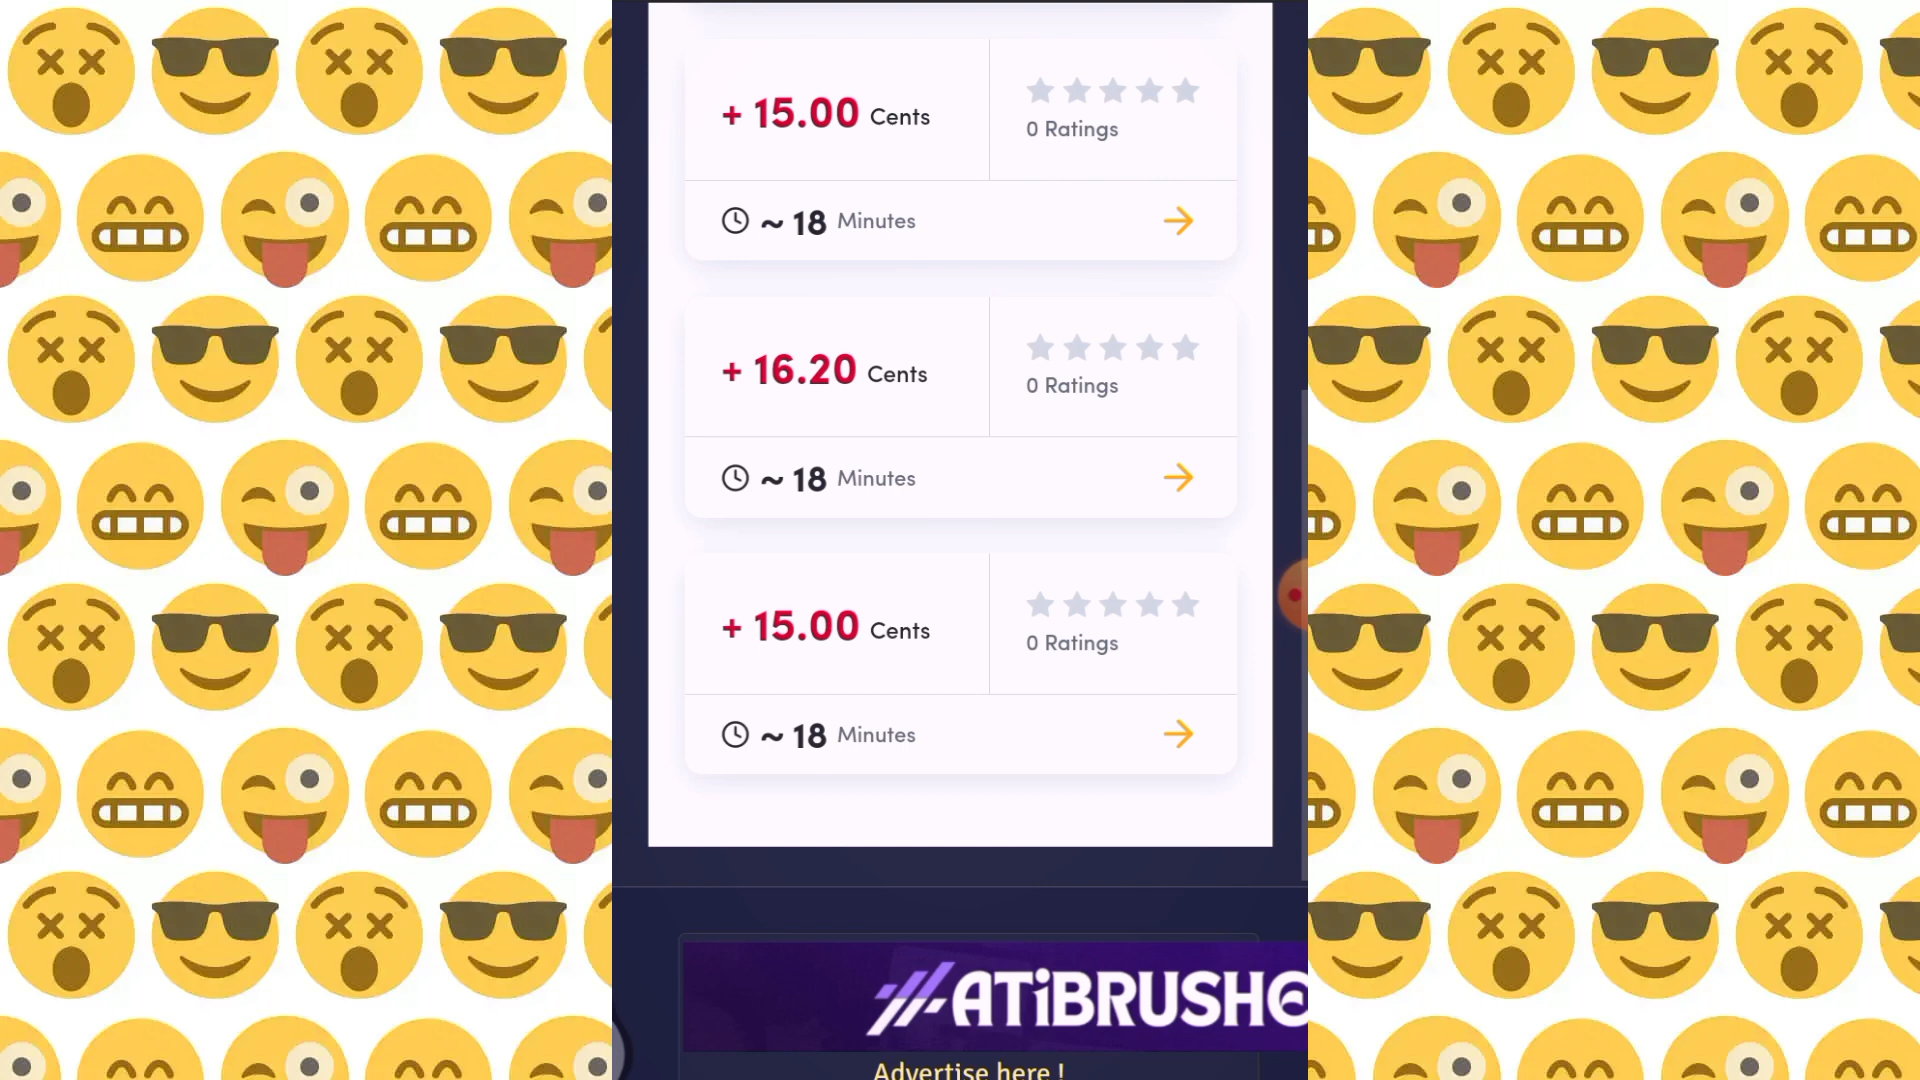 + 15.00 Cents
0 Ratings
~ 18 Minutes
+ 16.20 Cents
0 Ratings
~ 18 Minutes
+ 15.00 Cents
0 Ratings
~ 18 Minutes
ATiBRUSH
Advertise here !